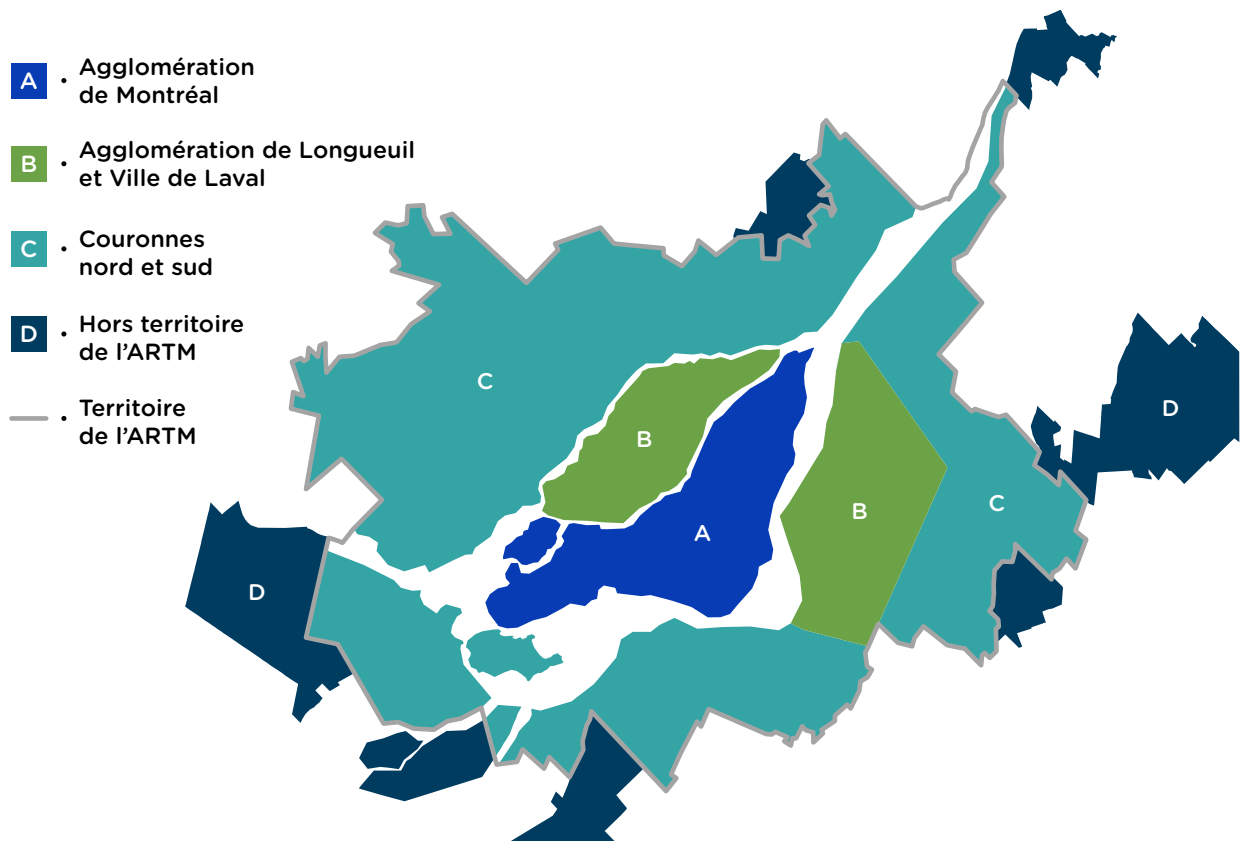 A • Agglomération
de Montréal
B • Agglomération de Longueuil
et Ville de Laval
C • Couronnes
nord et sud
D • Hors territoire
de l'ARTM
• Territoire
de l'ARTM
C
B
A
B
C
D
D